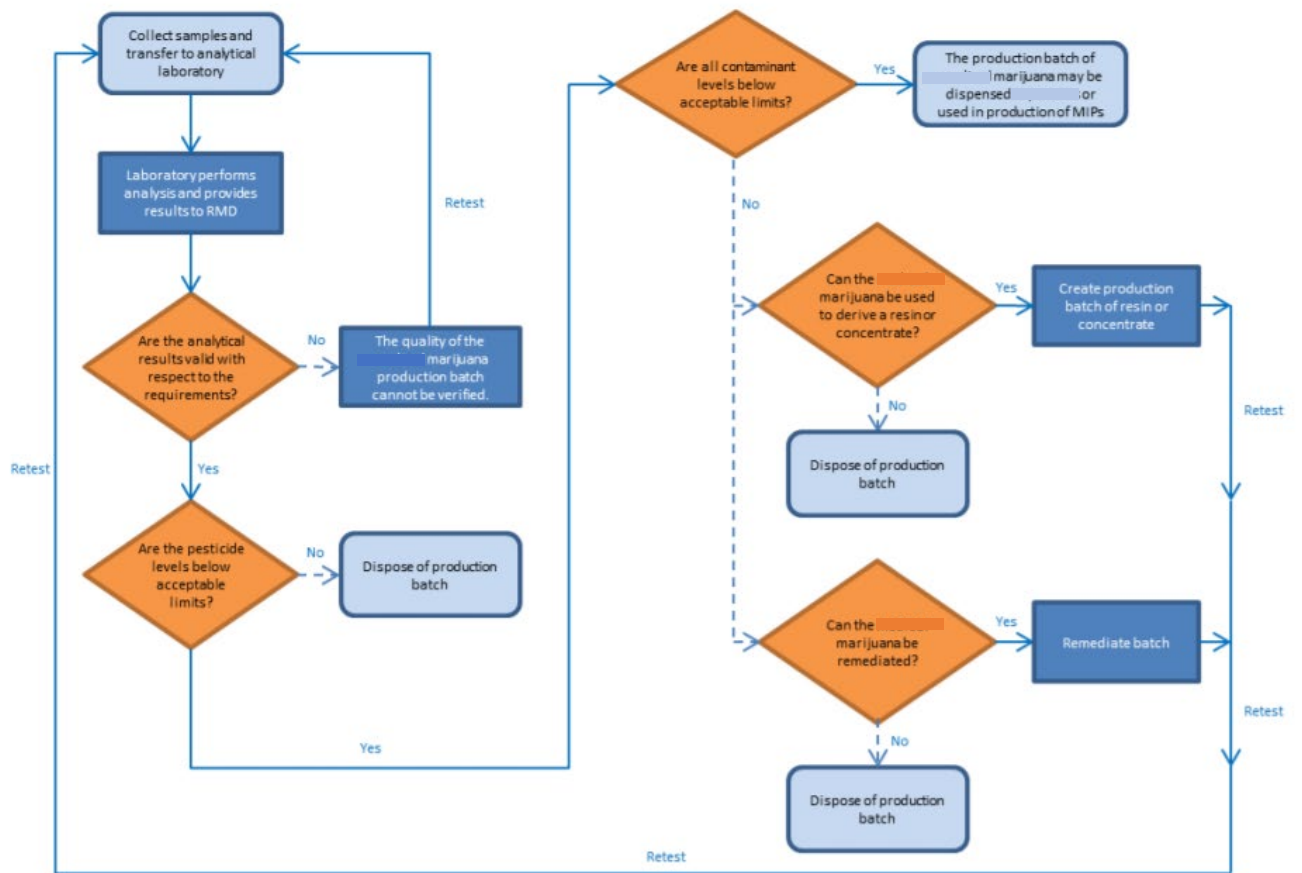 Collect samples and
transfer to analytical
laboratory
Laboratory performs
analysis and provides
results to RMD
Retest
Are the analytical
results valid with
respect to the
requirements?
No
The quality of the
marijuana
production batch
cannot be verified.
Retest
Yes
Are the pesticide
levels below
acceptable
limits?
No
Dispose of production
batch
Yes
Are all contaminant
levels below
acceptable limits?
Yes
The production batch of
marijuana may be
dispensed or
used in production of MIPs
No
Can the
marijuana be used
to derive a resin or
concentrate?
Yes
Create production
batch of resin or
concentrate
Retest
No
Dispose of production
batch
Can the
marijuana be
remediated?
Yes
Remediate batch
Retest
No
Dispose of production
batch
Retest